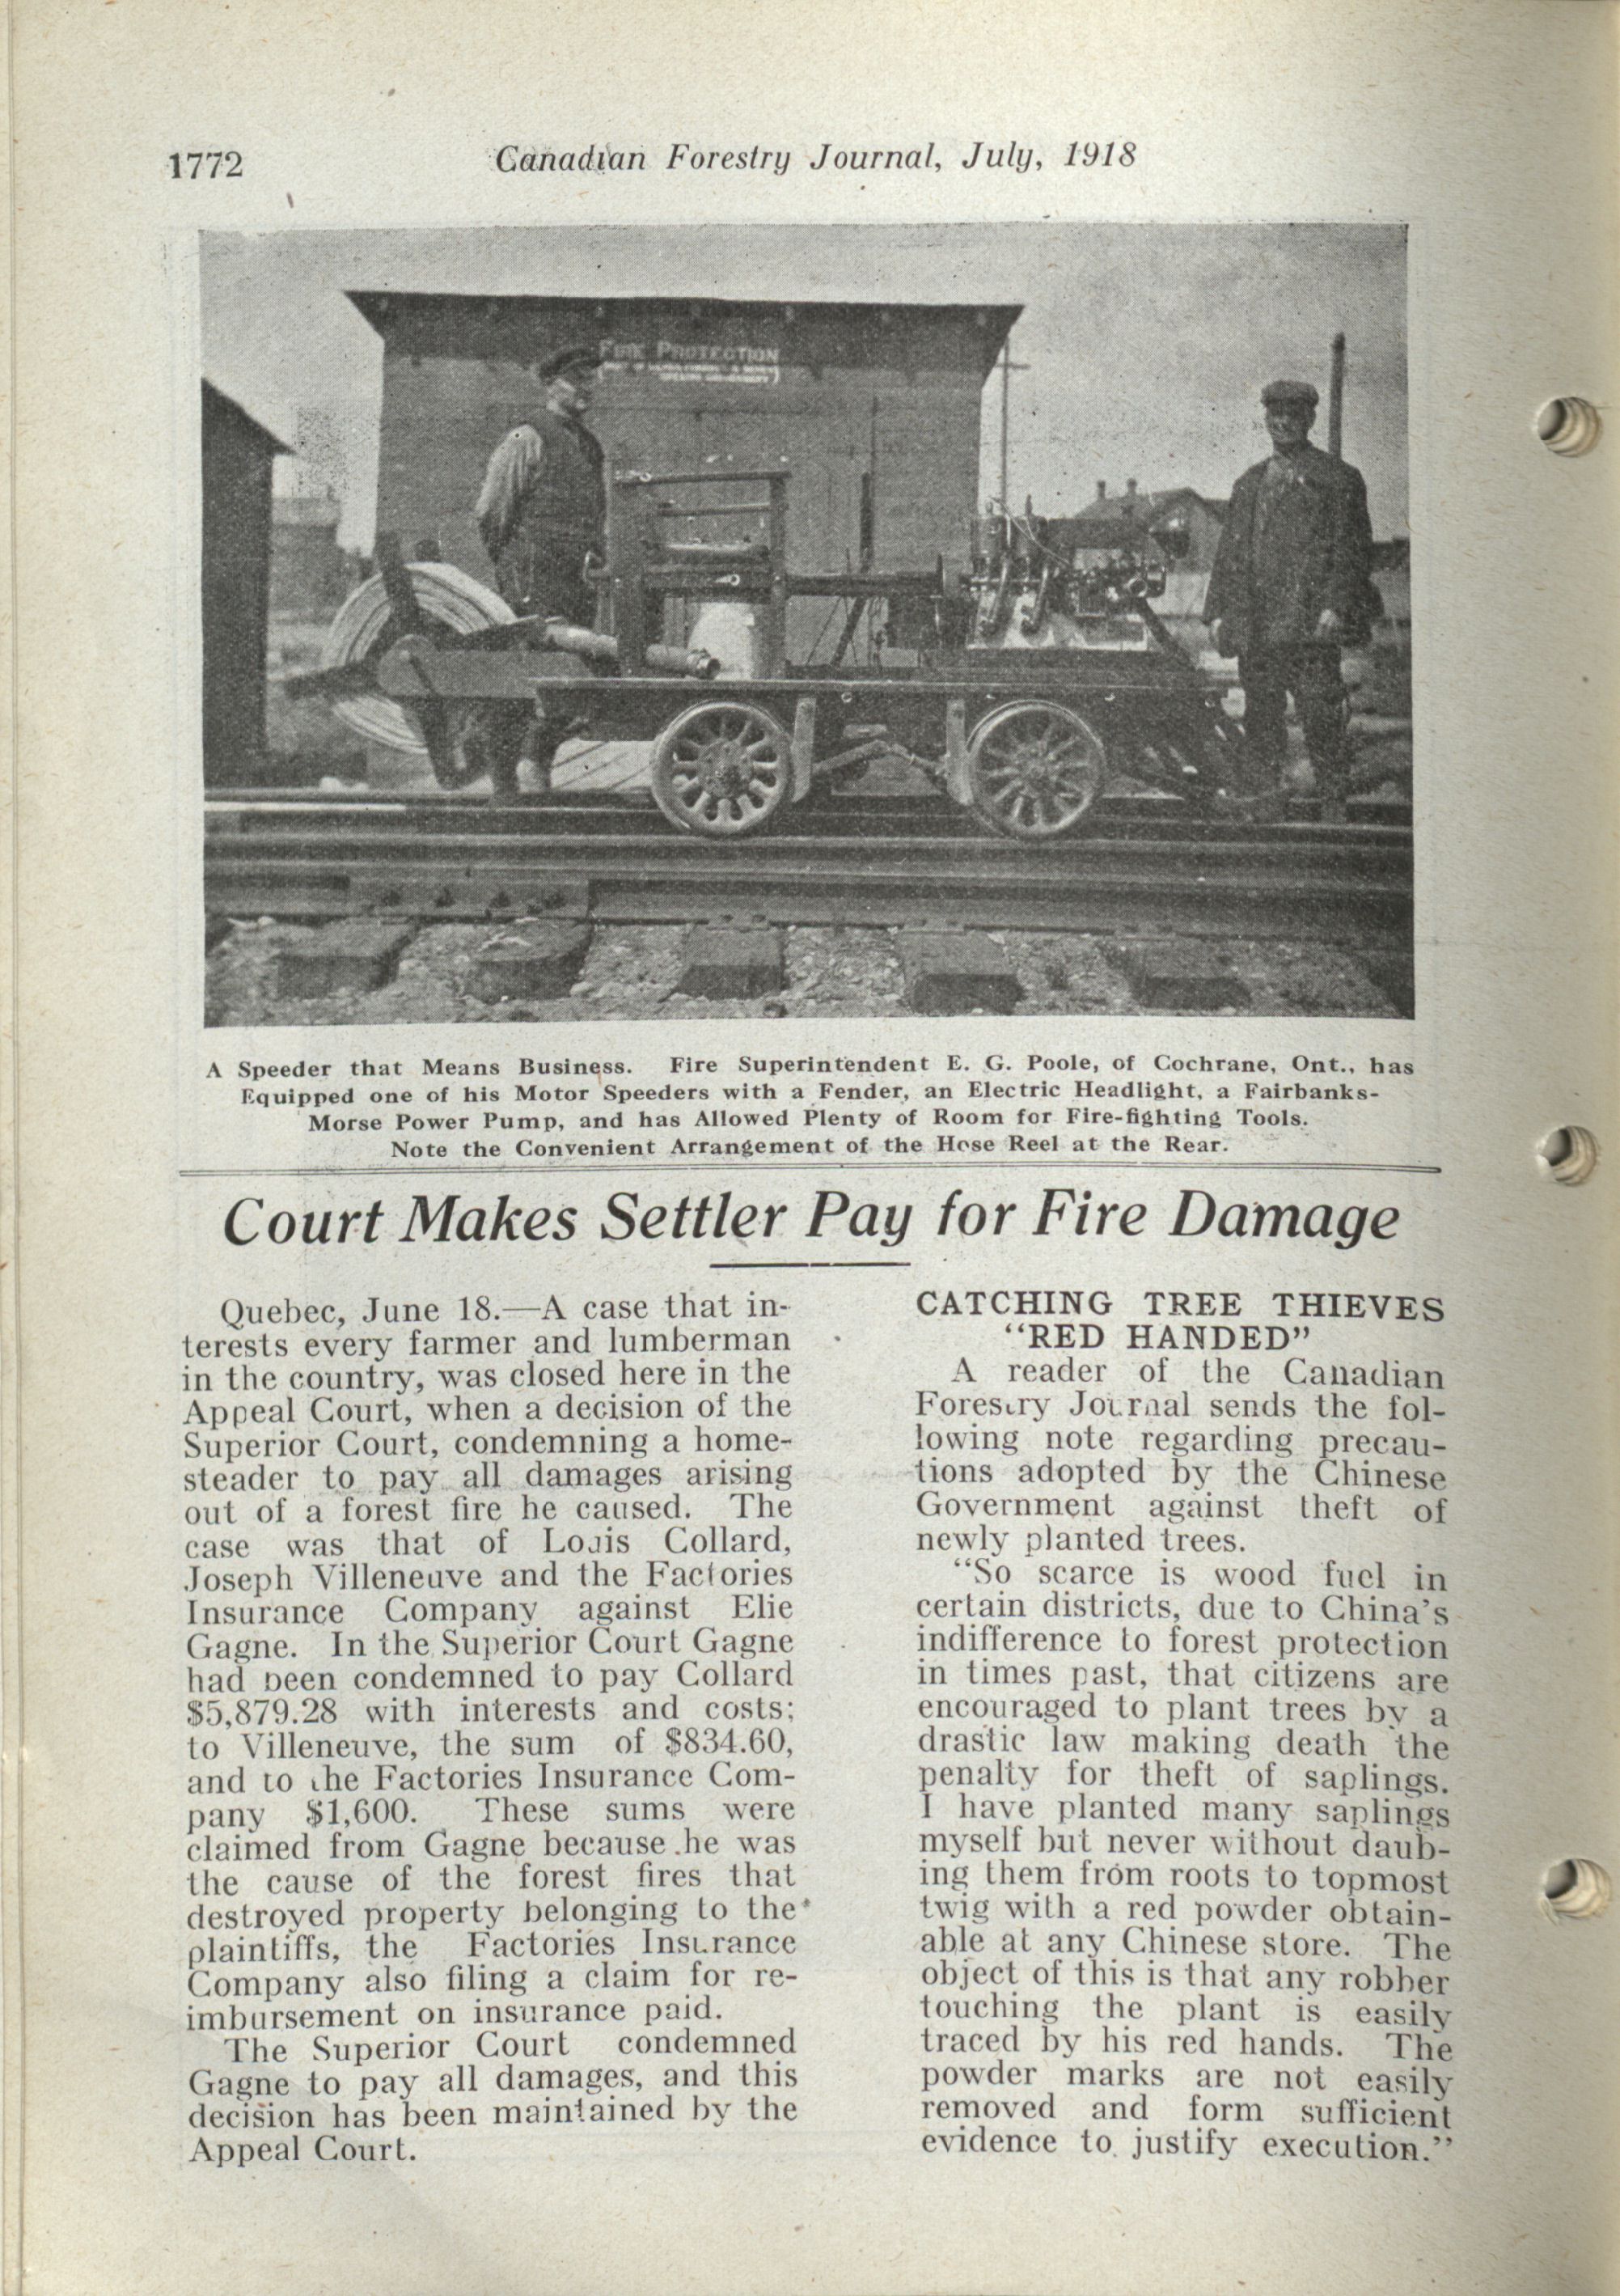 1772
Canadian Forestry Journal, July, 1918
FIRE PROTECTION
A Speeder that Means Business. Fire Superintendent E. G. Poole, of Cochrane, Ont., has
Equipped one of his Motor Speeders with a Fender, an Electric Headlight, a Fairbanks-
Morse Power Pump, and has Allowed Plenty of Room for Fire-fighting Tools.
Note the Convenient Arrangement of the Hose Reel at the Rear.
Court Makes Settler Pay for Fire Damage
Quebec, June 18.—A case that in-
terests every farmer and lumberman
in the country, was closed here in the
Appeal Court, when a decision of the
Superior Court, condemning a home-
steader to pay all damages arising
out of a forest fire he caused. The
case was that of Louis Collard,
Joseph Villeneuve and the Factories
Insurance Company against Elie
Gagne. In the Superior Court Gagne
had been condemned to pay Collard
$5,879.28 with interests and costs;
to Villeneuve, the sum of $834.60,
and to the Factories Insurance Com-
pany $1,600. These sums were
claimed from Gagne because he was
the cause of the forest fires that
destroyed property belonging to the
plaintiffs, the Factories Insurance
Company also filing a claim for re-
imbursement on insurance paid.
The Superior Court condemned
Gagne to pay all damages, and this
decision has been maintained by the
Appeal Court.
CATCHING TREE THIEVES
"RED HANDED"
A reader of the Canadian
Forestry Journal sends the fol-
lowing note regarding precau-
tions adopted by the Chinese
Government against theft of
newly planted trees.
"So scarce is wood fuel in
certain districts, due to China's
indifference to forest protection
in times past, that citizens are
encouraged to plant trees by a
drastic law making death the
penalty for theft of saplings.
I have planted many saplings
myself but never without daub-
ing them from roots to topmost
twig with a red powder obtain-
able at any Chinese store. The
object of this is that any robber
touching the plant is easily
traced by his red hands. The
powder marks are not easily
removed and form sufficient
evidence to justify execution."